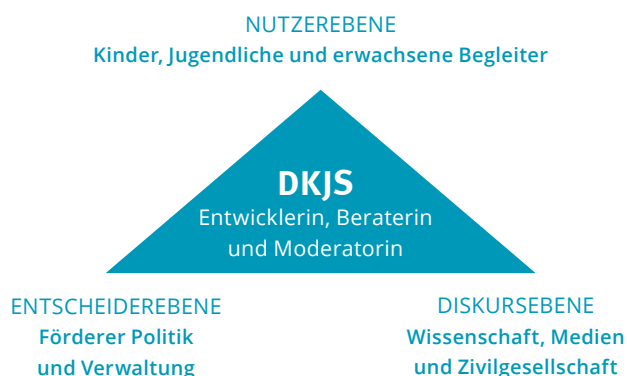 NUTZEREBENE
Kinder, Jugendliche und erwachsene Begleiter
DKJS
Entwicklerin, Beraterin
und Moderatorin
ENTSCHEIDEREBENE
Förderer Politik
und Verwaltung
DISKURSEBENE
Wissenschaft, Medien
und Zivilgesellschaft